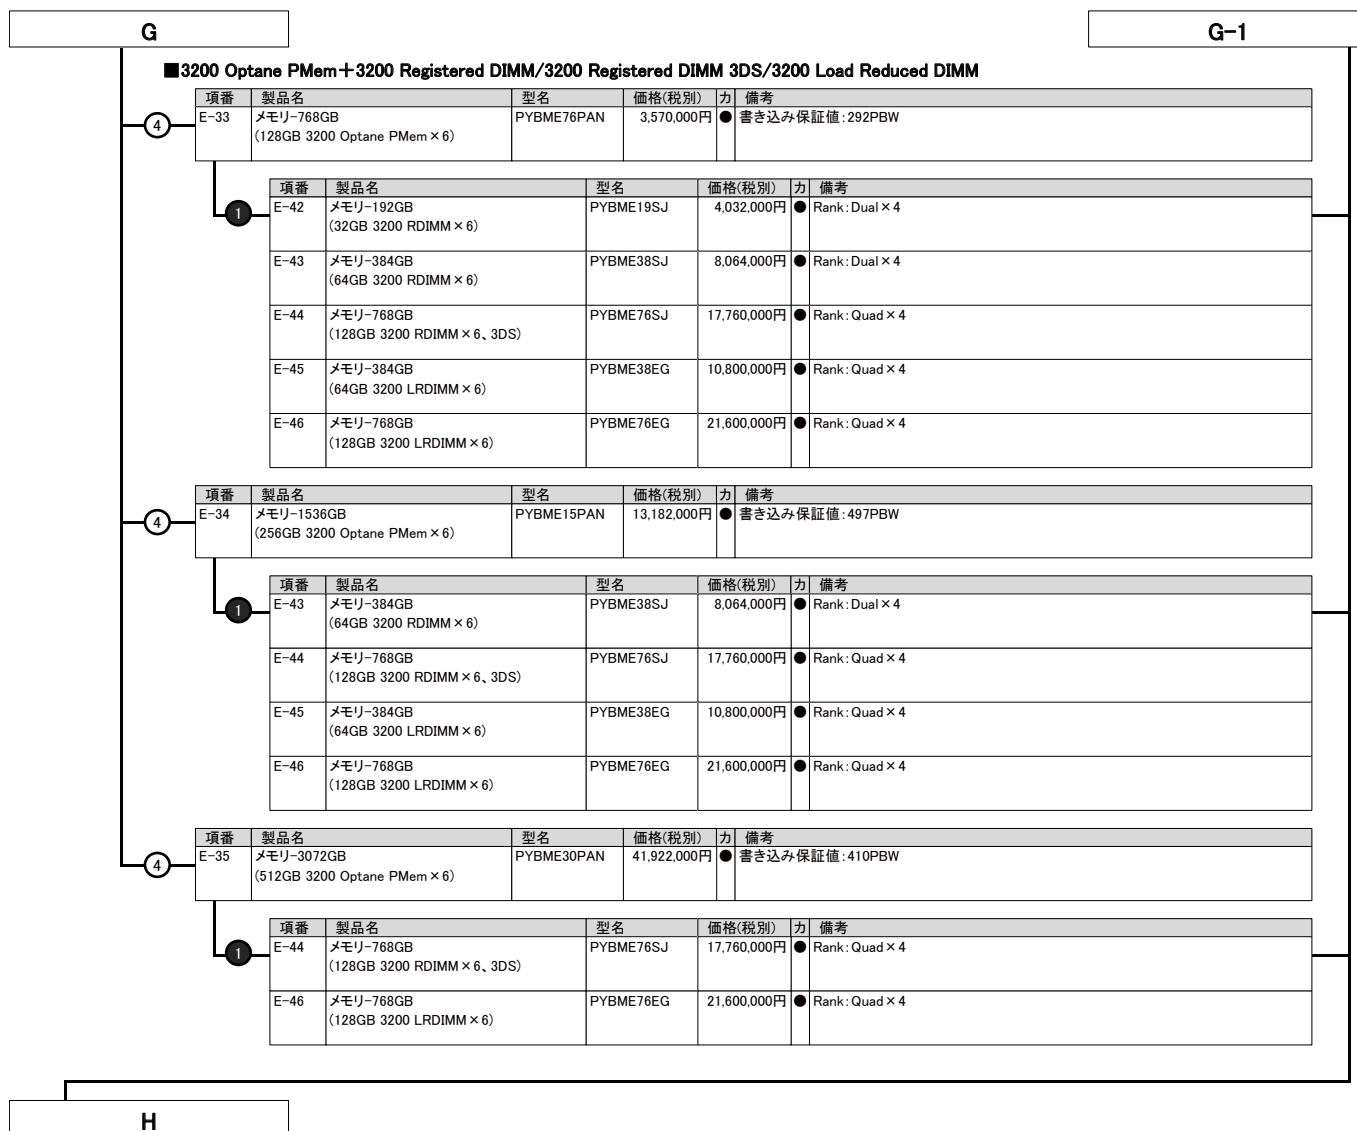 G
G-1
■3200 Optane PMem+3200 Registered DIMM/3200 Registered DIMM 3DS/3200 Load Reduced DIMM
項番 製品名 型名 価格(税別) カ 備考
4 E-33 メモリ-768GB PYBME76PAN 3,570,000円 ● 書き込み保証値:292PBW
(128GB 3200 Optane PMem×6)
項番 製品名 型名 価格(税別) カ 備考
1 E-42 メモリ-192GB PYBME19SJ 4,032,000円 ● Rank:Dual×4
(32GB 3200 RDIMM×6)
E-43 メモリ-384GB PYBME38SJ 8,064,000円 ● Rank:Dual×4
(64GB 3200 RDIMM×6)
E-44 メモリ-768GB PYBME76SJ 17,760,000円 ● Rank:Quad×4
(128GB 3200 RDIMM×6、3DS)
E-45 メモリ-384GB PYBME38EG 10,800,000円 ● Rank:Quad×4
(64GB 3200 LRDIMM×6)
E-46 メモリ-768GB PYBME76EG 21,600,000円 ● Rank:Quad×4
(128GB 3200 LRDIMM×6)
項番 製品名 型名 価格(税別) カ 備考
4 E-34 メモリ-1536GB PYBME15PAN 13,182,000円 ● 書き込み保証値:497PBW
(256GB 3200 Optane PMem×6)
項番 製品名 型名 価格(税別) カ 備考
1 E-43 メモリ-384GB PYBME38SJ 8,064,000円 ● Rank:Dual×4
(64GB 3200 RDIMM×6)
E-44 メモリ-768GB PYBME76SJ 17,760,000円 ● Rank:Quad×4
(128GB 3200 RDIMM×6、3DS)
E-45 メモリ-384GB PYBME38EG 10,800,000円 ● Rank:Quad×4
(64GB 3200 LRDIMM×6)
E-46 メモリ-768GB PYBME76EG 21,600,000円 ● Rank:Quad×4
(128GB 3200 LRDIMM×6)
項番 製品名 型名 価格(税別) カ 備考
4 E-35 メモリ-3072GB PYBME30PAN 41,922,000円 ● 書き込み保証値:410PBW
(512GB 3200 Optane PMem×6)
項番 製品名 型名 価格(税別) カ 備考
1 E-44 メモリ-768GB PYBME76SJ 17,760,000円 ● Rank:Quad×4
(128GB 3200 RDIMM×6、3DS)
E-46 メモリ-768GB PYBME76EG 21,600,000円 ● Rank:Quad×4
(128GB 3200 LRDIMM×6)
H